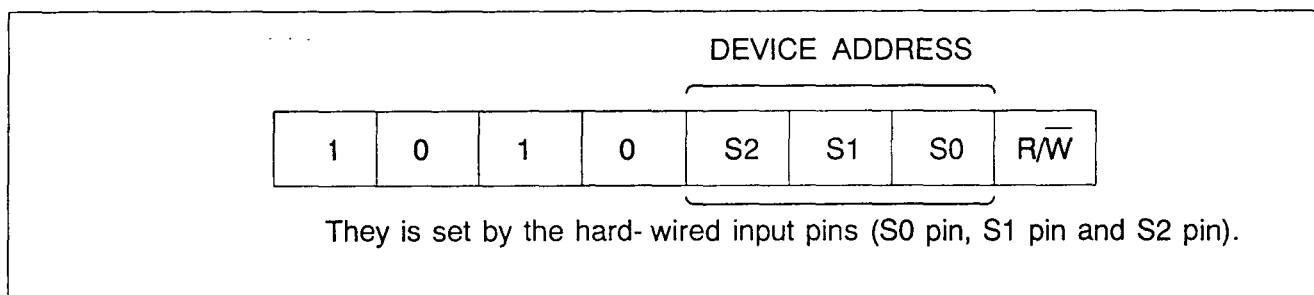 DEVICE ADDRESS
1 0 1 0 S2 S1 S0 R/W̅
They is set by the hard- wired input pins (S0 pin, S1 pin and S2 pin).